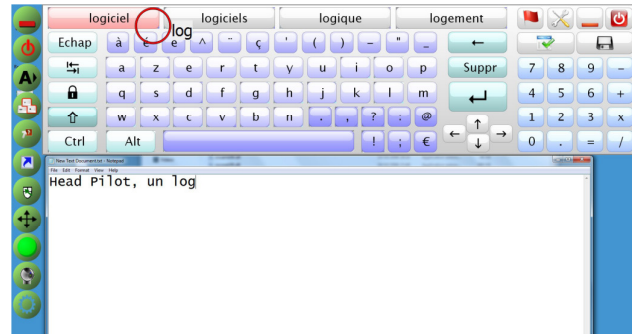 logiciel logiciels logique logement
log
Echap à é è ^ ¨ ç ' ( ) - " _ ←
a z e r t y u i o p Suppr 7 8 9 -
q s d f g h j k l m 4 5 6 +
w x c v b n . , ? : @ ↑ 1 2 3 x
Ctrl Alt ! ; € ← ↓ → 0 . = /
A
New Text Document.txt - Notepad
File Edit Format View Help
Head Pilot, un log